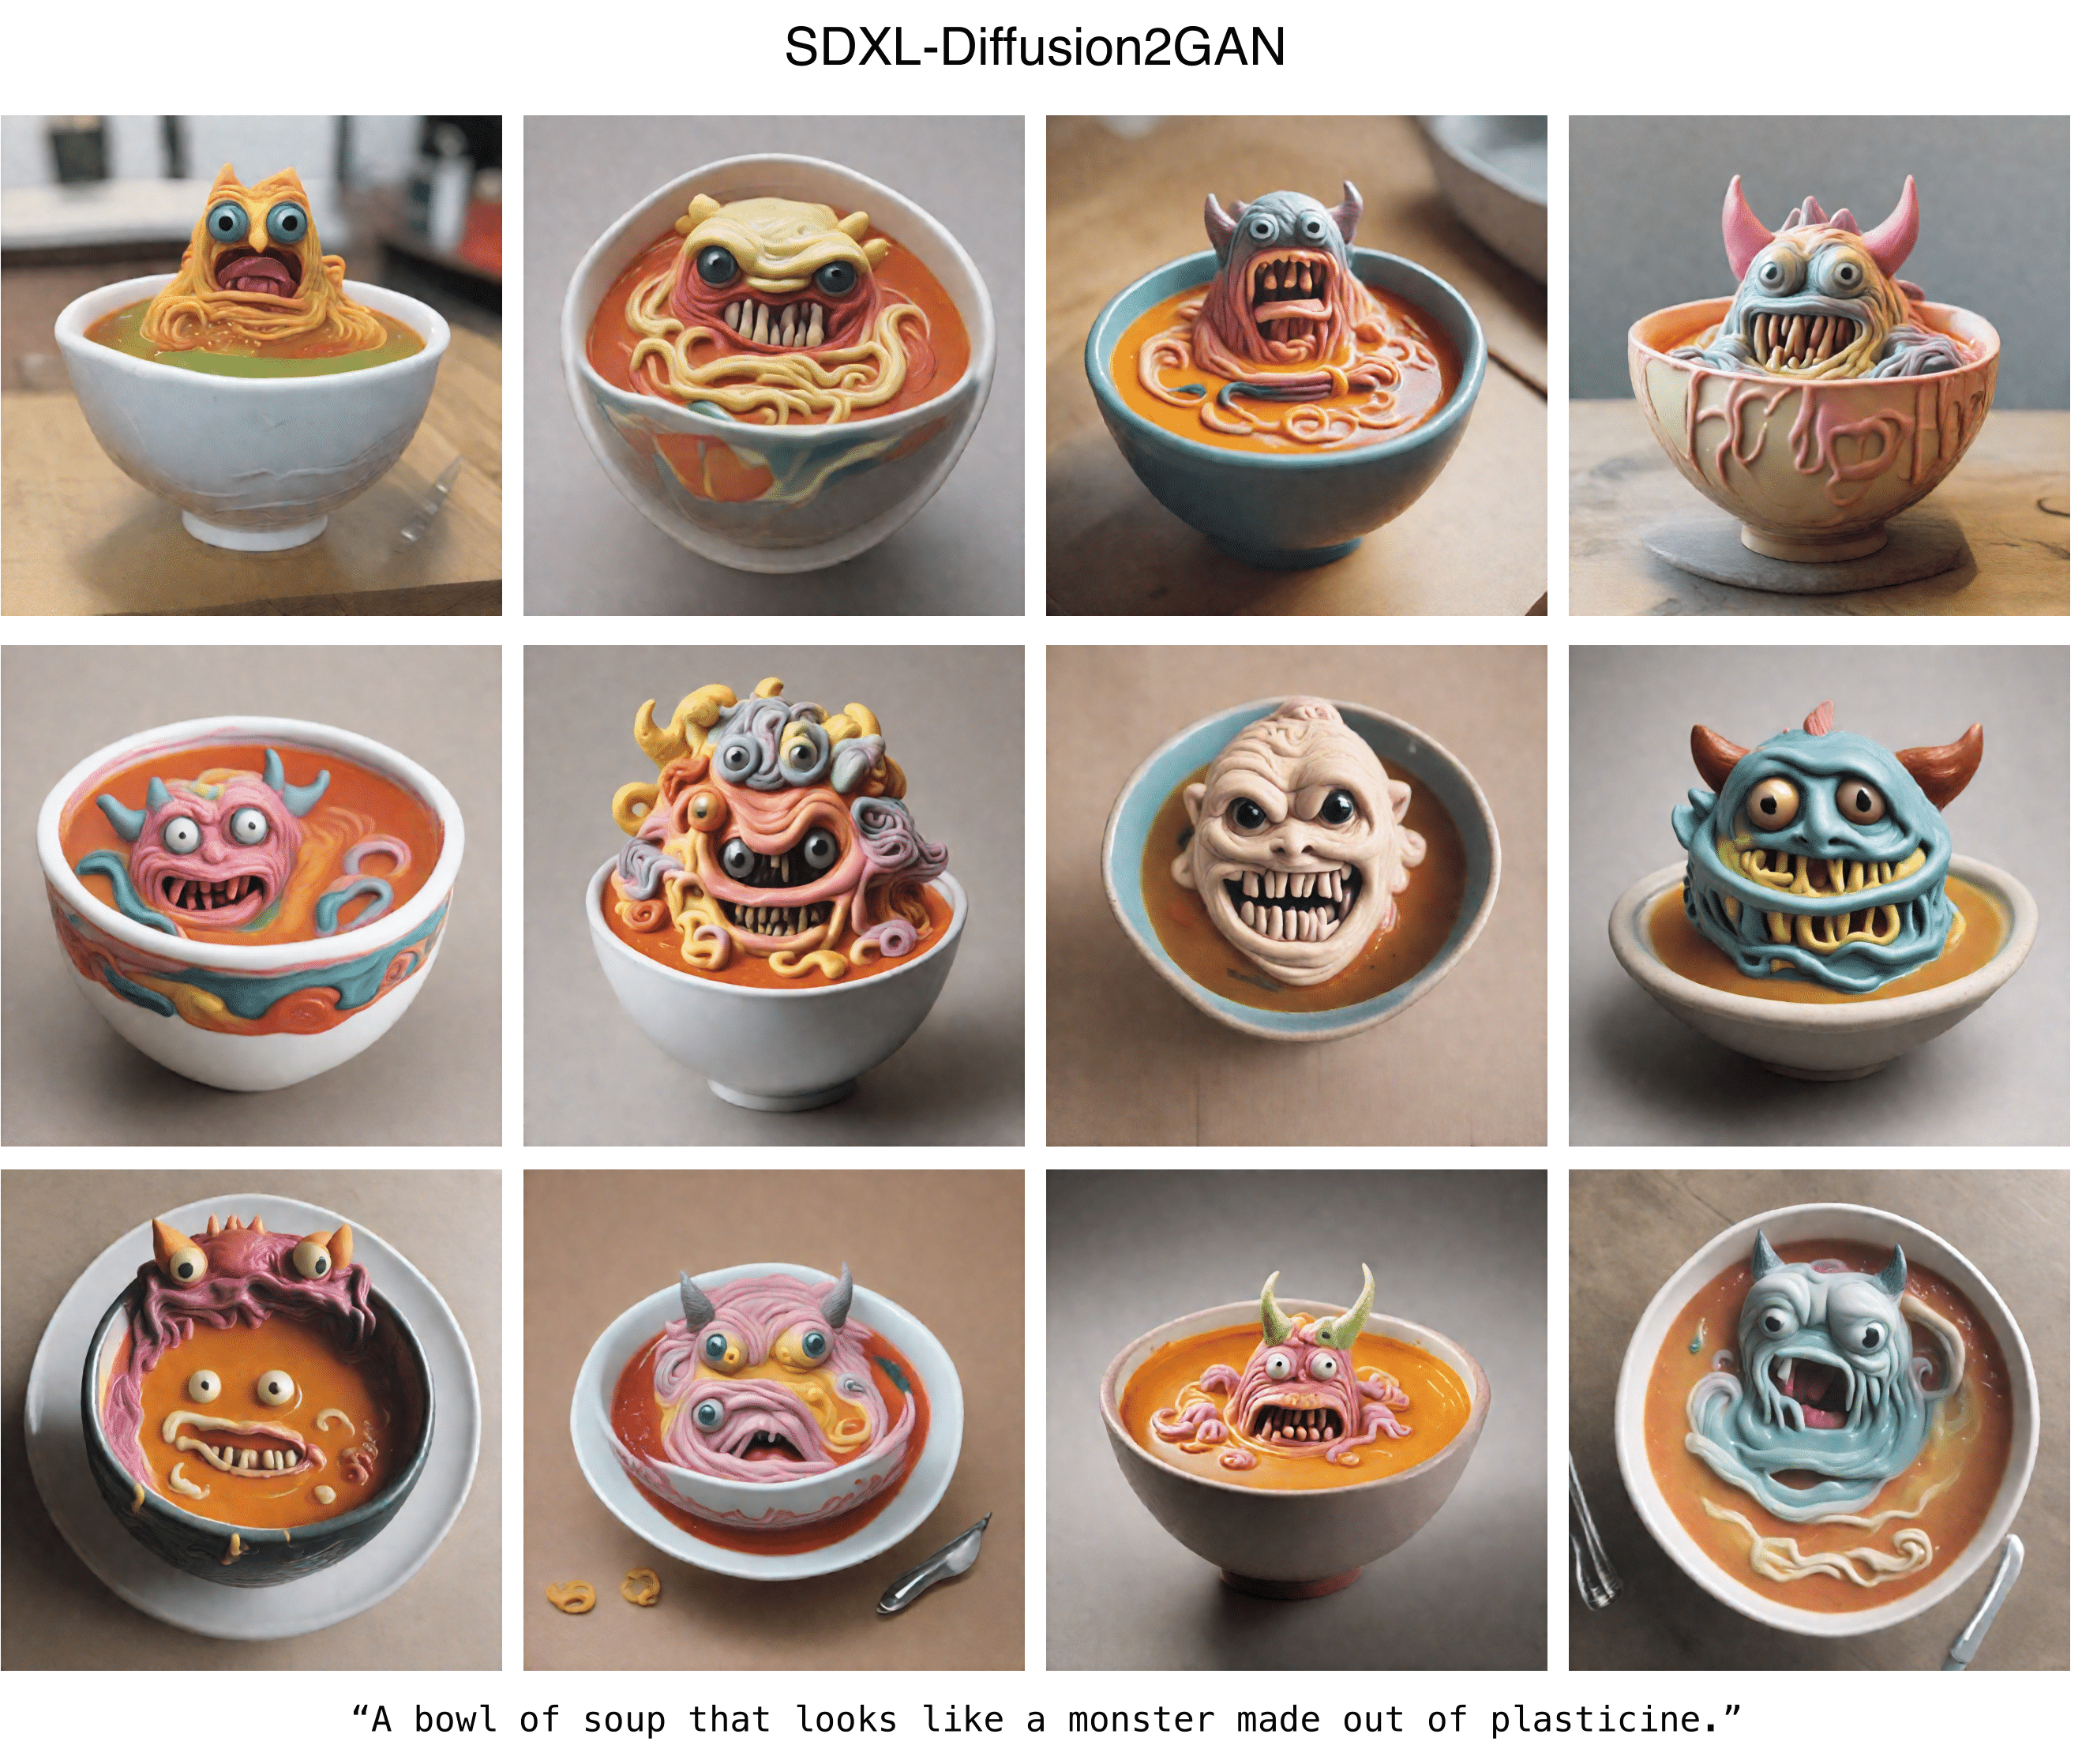 SDXL-Diffusion2GAN
“A bowl of soup that looks like a monster made out of plasticine.”